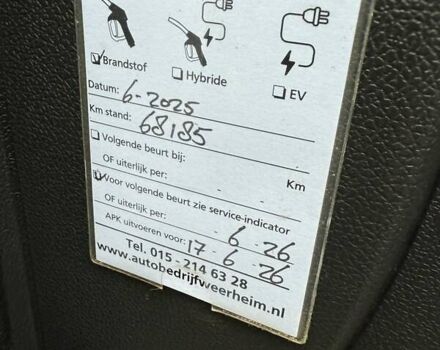 Brandstof
Hybride
EV
Datum: 6-2025
Km stand: 68185
Volgende beurt bij: Km
OF uiterlijk per: - -
Voor volgende beurt zie service-indicator
OF uiterlijk per: - 6 - 26
APK uitvoeren voor: 17 - 6 - 26
Tel. 015 - 214 63 28
www.autobedrijfweerheim.nl